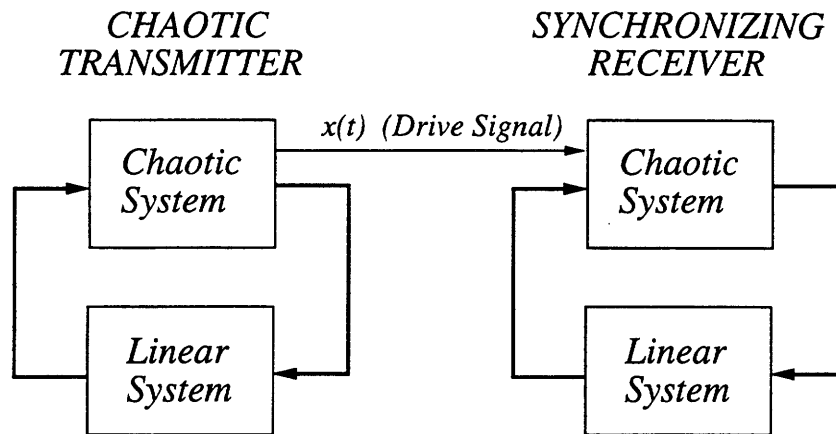 CHAOTIC
TRANSMITTER
SYNCHRONIZING
RECEIVER
x(t) (Drive Signal)
Chaotic
System
Chaotic
System
Linear
System
Linear
System